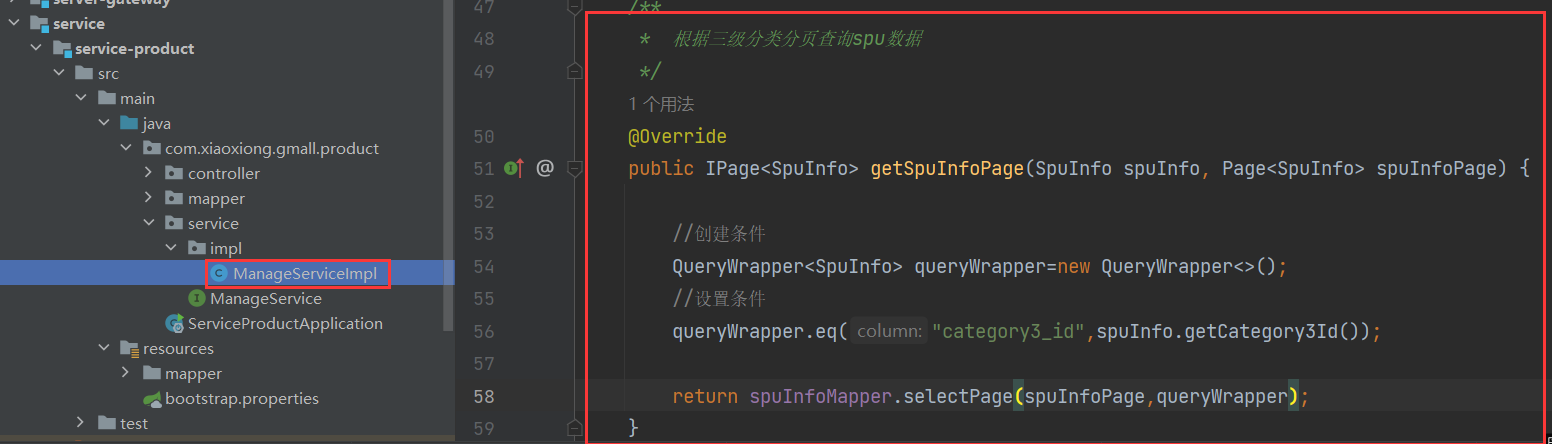 server-gateway
service
service-product
src
main
java
com.xiaoxiong.gmall.product
controller
mapper
service
impl
ManageServiceImpl
ManageService
ServiceProductApplication
resources
mapper
bootstrap.properties
test
47 /**
48 * 根据三级分类分页查询spu数据
49 */
1 个用法
50 @Override
51 @ public IPage<SpuInfo> getSpuInfoPage(SpuInfo spuInfo, Page<SpuInfo> spuInfoPage) {
52
53 //创建条件
54 QueryWrapper<SpuInfo> queryWrapper=new QueryWrapper<>();
55 //设置条件
56 queryWrapper.eq( column: "category3_id",spuInfo.getCategory3Id());
57
58 return spuInfoMapper.selectPage(spuInfoPage,queryWrapper);
59 }